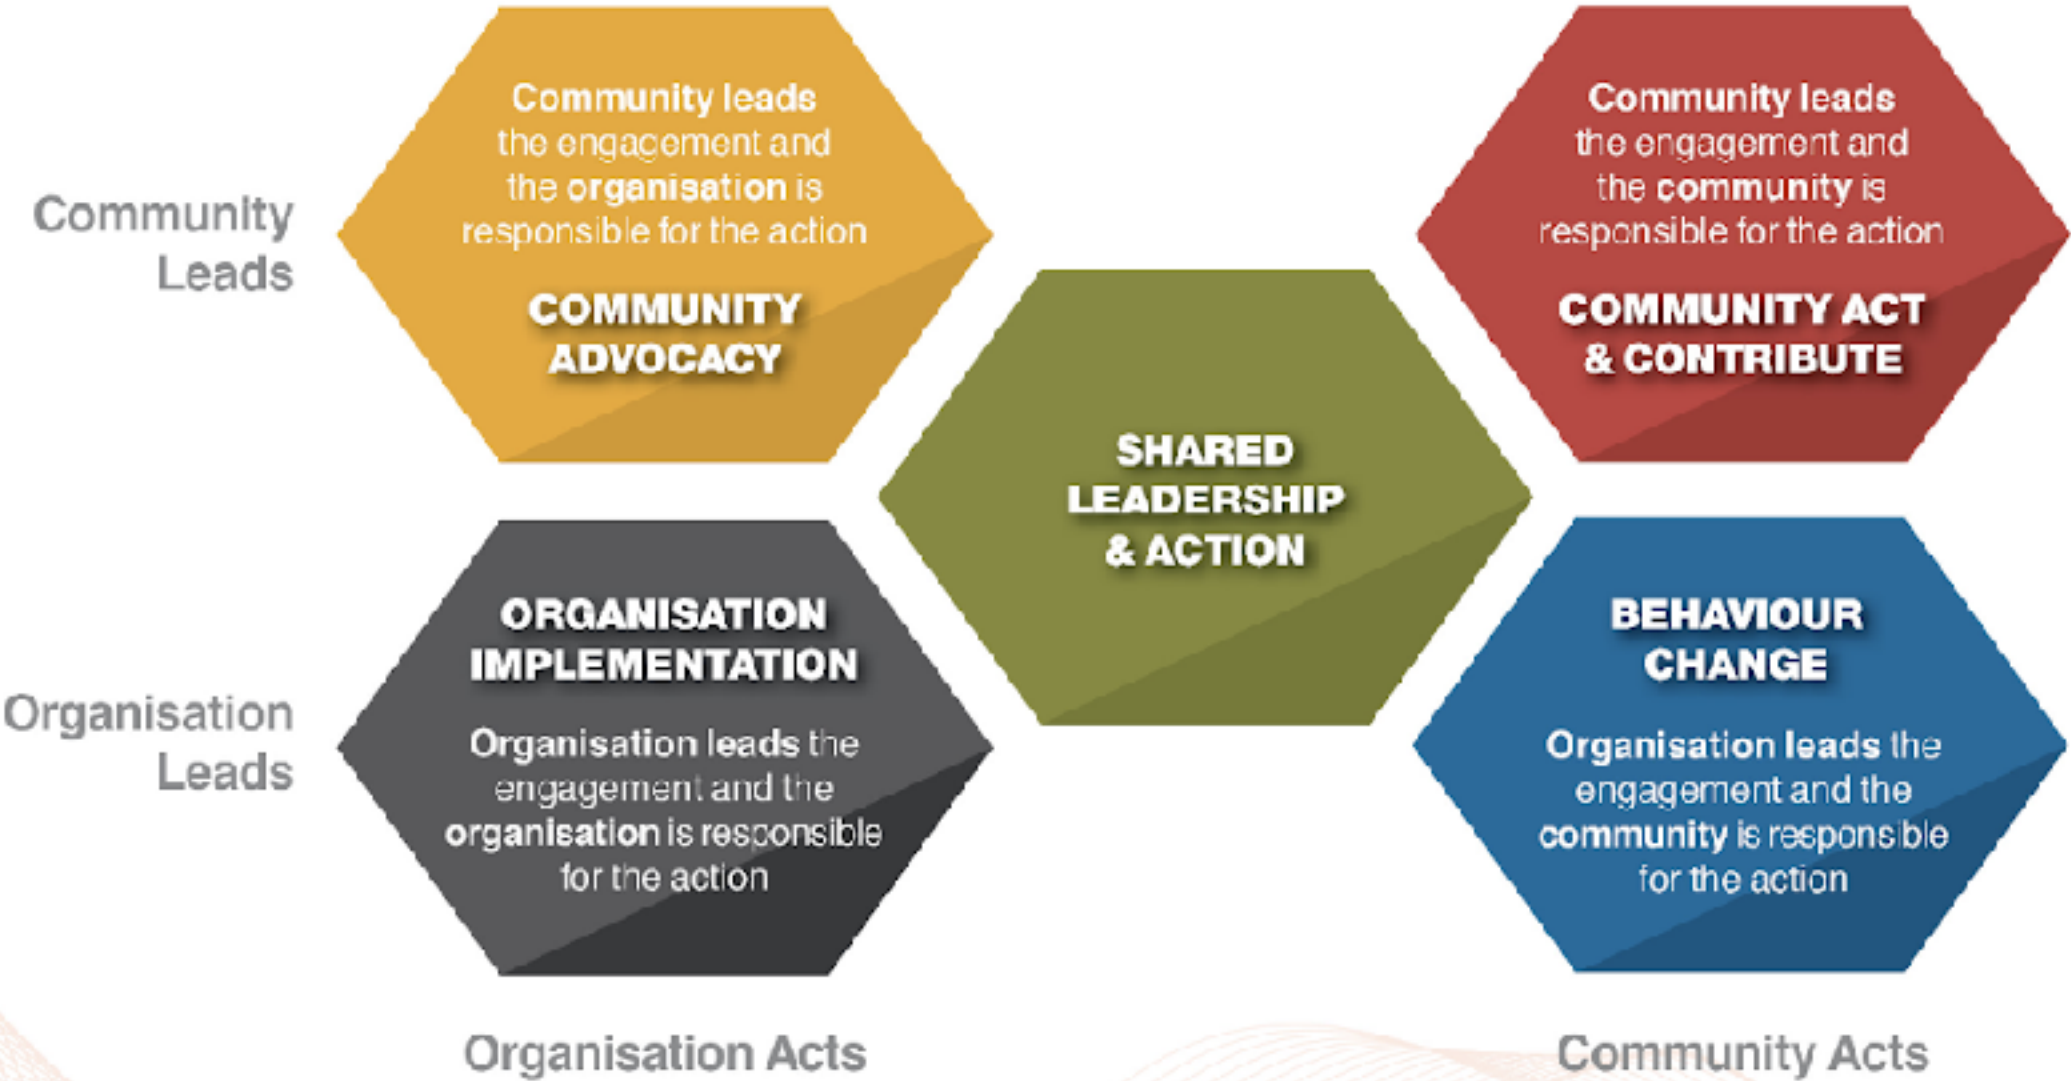 Community
Leads
Community leads
the engagement and
the organisation is
responsible for the action
COMMUNITY
ADVOCACY
Community leads
the engagement and
the community is
responsible for the action
COMMUNITY ACT
& CONTRIBUTE
SHARED
LEADERSHIP
& ACTION
Organisation
Leads
ORGANISATION
IMPLEMENTATION
Organisation leads the
engagement and the
organisation is responsible
for the action
BEHAVIOUR
CHANGE
Organisation leads the
engagement and the
community is responsible
for the action
Organisation Acts
Community Acts